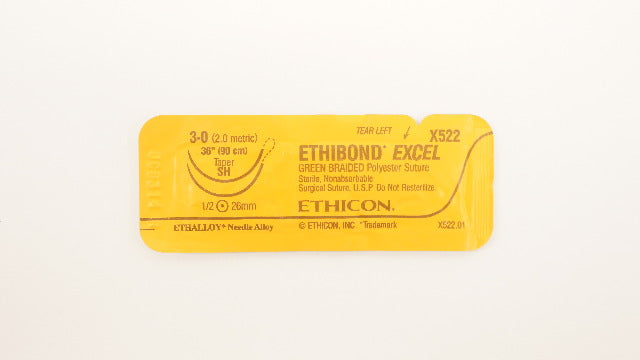 TEAR LEFT
X522
3-0 (2.0 metric)
36" (90 cm)
Taper
SH
1/2 26mm
ETHALLOY* Needle Alloy
ETHIBOND* EXCEL
GREEN BRAIDED Polyester Suture
Sterile, Nonabsorbable
Surgical Suture, U.S.P. Do Not Resterilize.
ETHICON.
© ETHICON, INC. *Trademark
X522.01